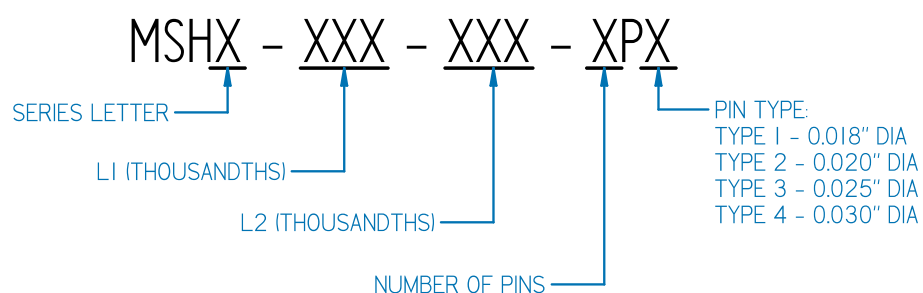 MSHX - XXX - XXX - XPX
SERIES LETTER
L1 (THOUSANDTHS)
L2 (THOUSANDTHS)
NUMBER OF PINS
PIN TYPE:
TYPE 1 - 0.018" DIA
TYPE 2 - 0.020" DIA
TYPE 3 - 0.025" DIA
TYPE 4 - 0.030" DIA